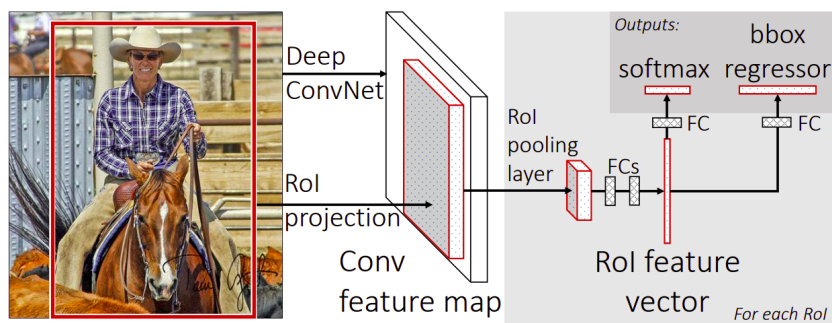 Deep
ConvNet
RoI
projection
Conv
feature map
RoI
pooling
layer
FCs
RoI feature
vector
Outputs:
softmax
bbox
regressor
FC
FC
For each RoI